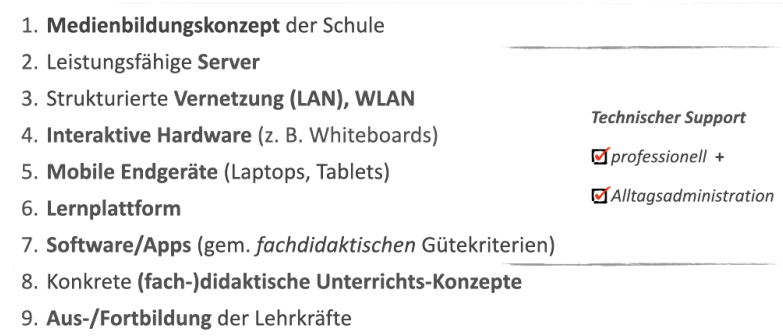 1. Medienbildungskonzept der Schule
2. Leistungsfähige Server
3. Strukturierte Vernetzung (LAN), WLAN
4. Interaktive Hardware (z. B. Whiteboards)
5. Mobile Endgeräte (Laptops, Tablets)
6. Lernplattform
7. Software/Apps (gem. fachdidaktischen Gütekriterien)
8. Konkrete (fach-)didaktische Unterrichts-Konzepte
9. Aus-/Fortbildung der Lehrkräfte
Technischer Support
professionell +
Alltagsadministration